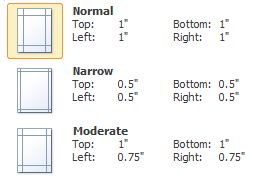 Normal
Top: 1" Bottom: 1"
Left: 1" Right: 1"
Narrow
Top: 0.5" Bottom: 0.5"
Left: 0.5" Right: 0.5"
Moderate
Top: 1" Bottom: 1"
Left: 0.75" Right: 0.75"